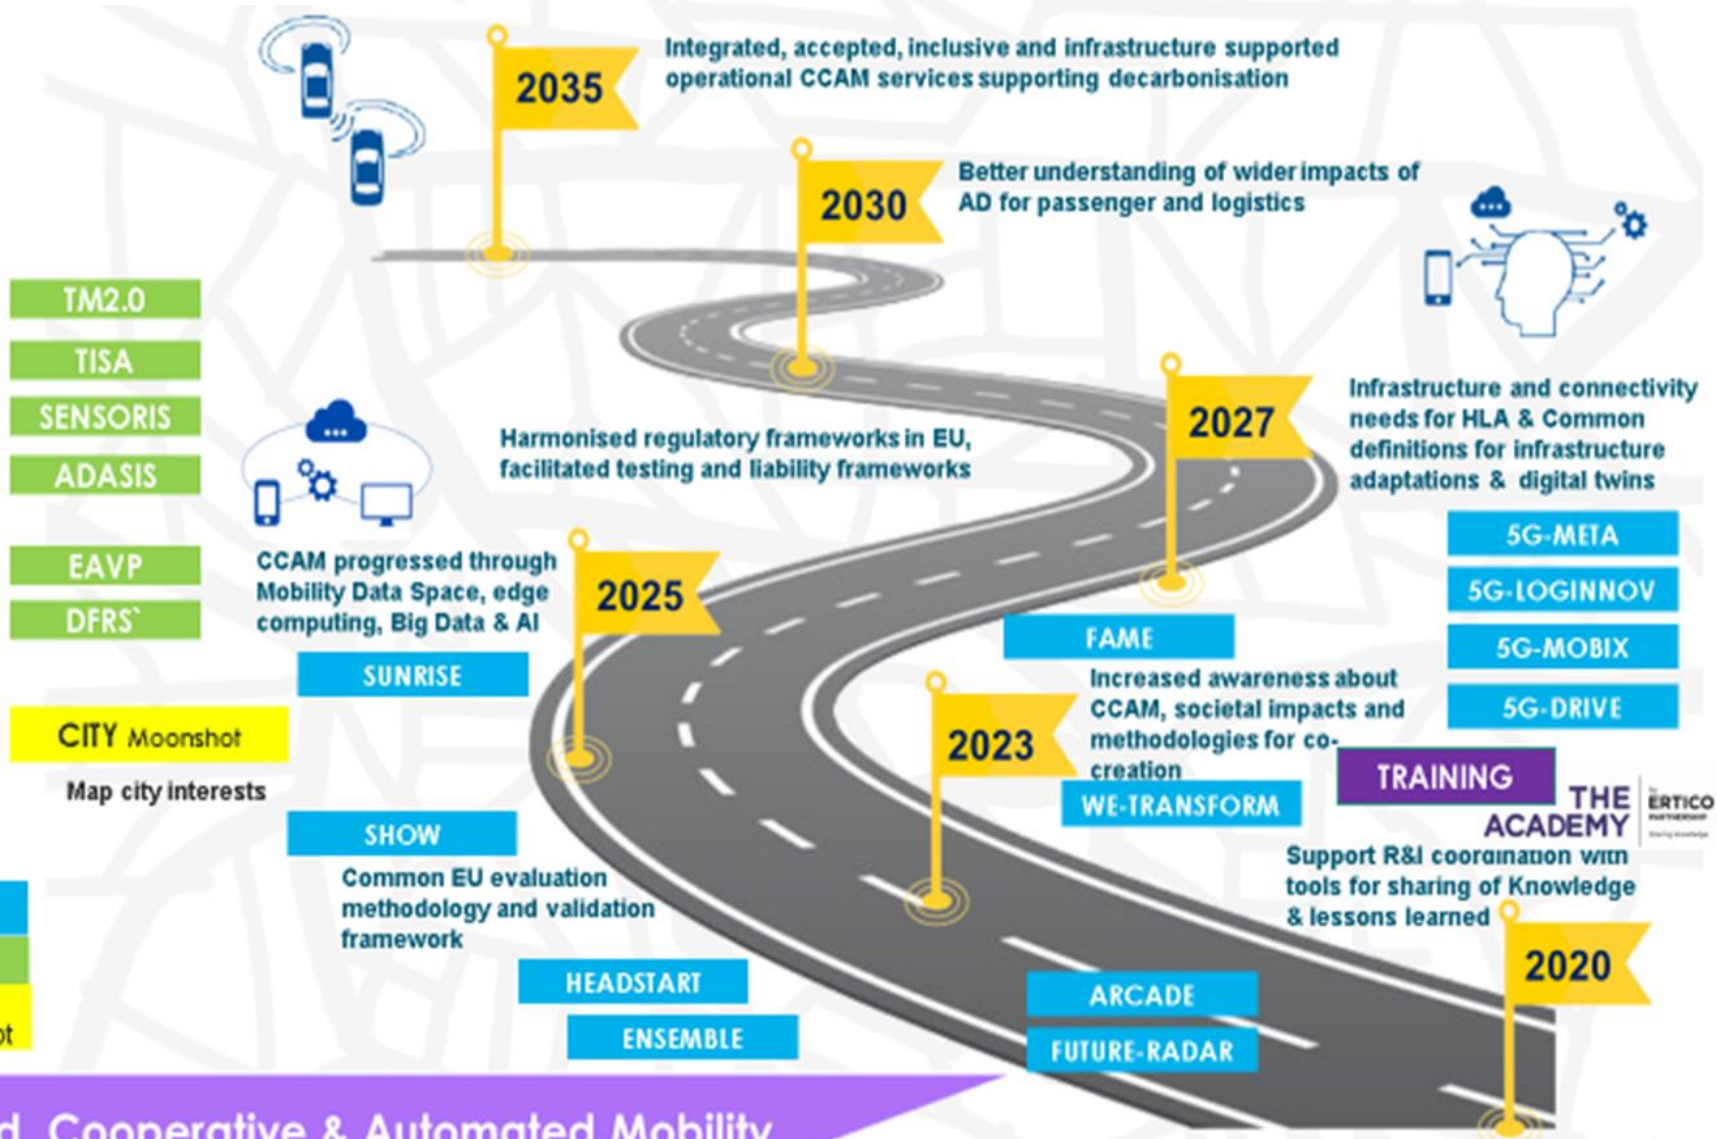 2035
Integrated, accepted, inclusive and infrastructure supported
operational CCAM services supporting decarbonisation
2030
Better understanding of wider impacts of
AD for passenger and logistics
TM2.0
TISA
SENSORIS
ADASIS
EAVP
DFRS`
2027
Infrastructure and connectivity
needs for HLA & Common
definitions for infrastructure
adaptations & digital twins
Harmonised regulatory frameworks in EU,
facilitated testing and liability frameworks
5G-META
5G-LOGINNOV
5G-MOBIX
5G-DRIVE
CCAM progressed through
Mobility Data Space, edge
computing, Big Data & AI
2025
SUNRISE
FAME
Increased awareness about
CCAM, societal impacts and
methodologies for co-
creation
2023
WE-TRANSFORM
CITY Moonshot
Map city interests
TRAINING
THE
ACADEMY
ERTICO
PARTNERSHIP
SHOW
Common EU evaluation
methodology and validation
framework
Support R&I coordination with
tools for sharing of Knowledge
& lessons learned
2020
HEADSTART
ENSEMBLE
ARCADE
FUTURE-RADAR
ot
d, Cooperative & Automated Mobility